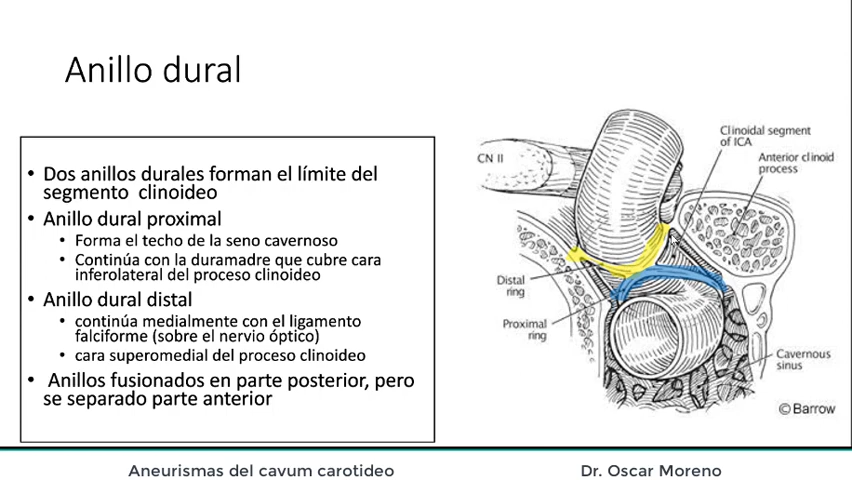 Anillo dural
• Dos anillos durales forman el límite del
segmento clinoideo
• Anillo dural proximal
• Forma el techo de la seno cavernoso
• Continúa con la duramadre que cubre cara
inferolateral del proceso clinoideo
• Anillo dural distal
• continúa medialmente con el ligamento
falciforme (sobre el nervio óptico)
• cara superomedial del proceso clinoideo
• Anillos fusionados en parte posterior, pero
se separado parte anterior
CN II
Clinoidal segment
of ICA
Anterior clinoid
process
Distal
ring
Proximal
ring
Cavernous
sinus
© Barrow
Aneurismas del cavum carotideo
Dr. Oscar Moreno